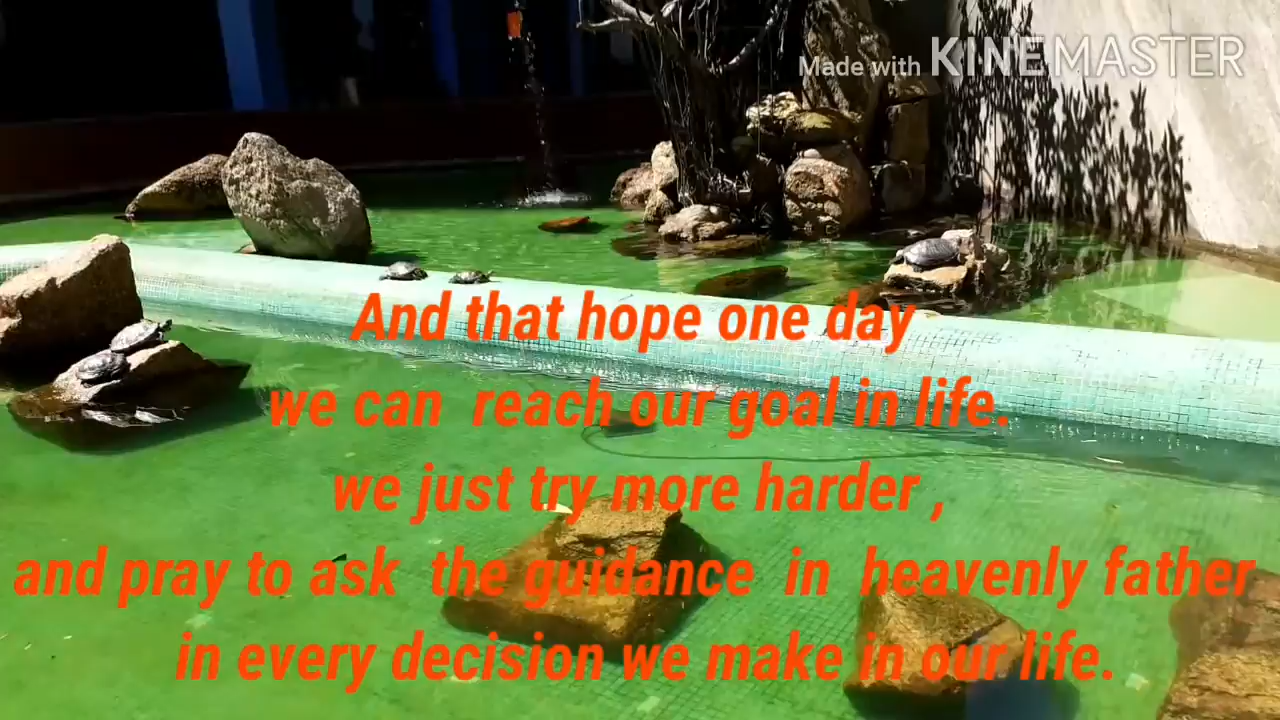 Made with KINEMASTER
And that hope one day
we can reach our goal in life.
we just try more harder ,
and pray to ask the guidance in heavenly father
in every decision we make in our life.